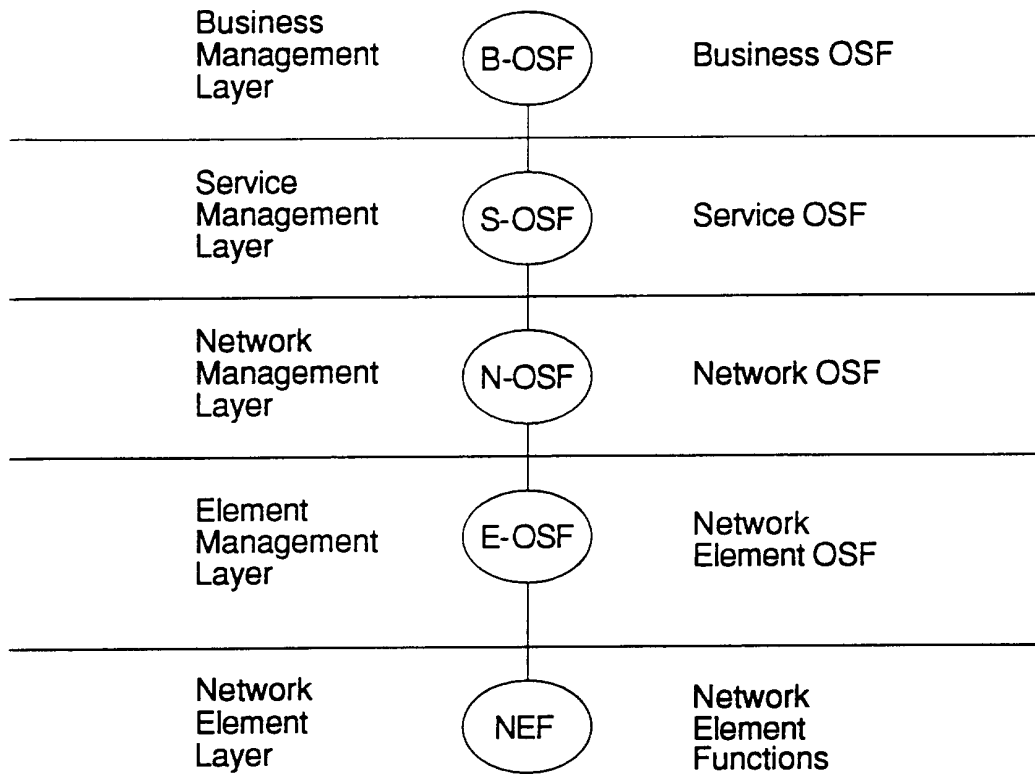 Business
Management
Layer
B-OSF
Business OSF
Service
Management
Layer
S-OSF
Service OSF
Network
Management
Layer
N-OSF
Network OSF
Element
Management
Layer
E-OSF
Network
Element OSF
Network
Element
Layer
NEF
Network
Element
Functions